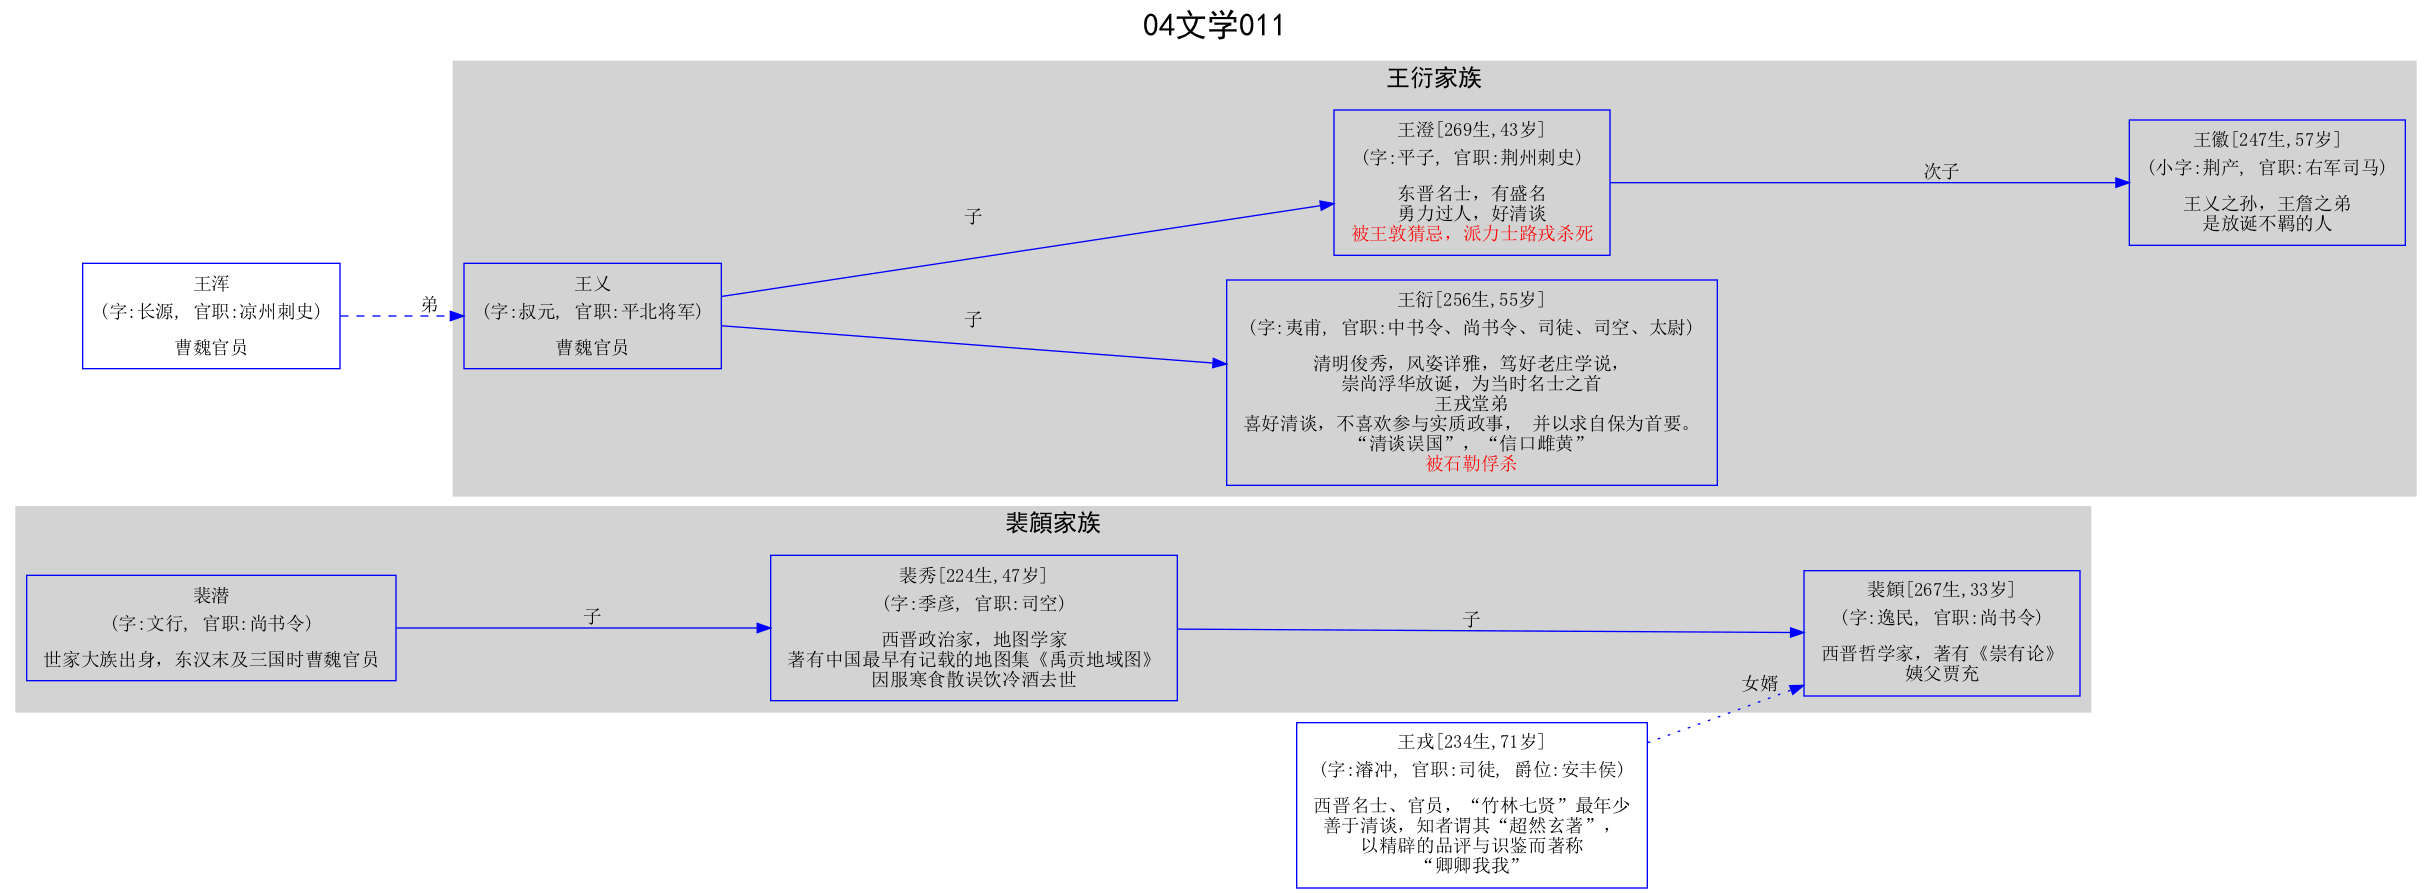 04文学011
王衍家族
王澄[269生,43岁]
(字:平子, 官职:荆州刺史)
东晋名士，有盛名
勇力过人，好清谈
被王敦猜忌，派力士路戎杀死
次子
王徽[247生,57岁]
(小字:荆产, 官职:右军司马)
王乂之孙，王詹之弟
是放诞不羁的人
子
王浑
(字:长源, 官职:凉州刺史)
曹魏官员
弟
王乂
(字:叔元, 官职:平北将军)
曹魏官员
子
王衍[256生,55岁]
(字:夷甫, 官职:中书令、尚书令、司徒、司空、太尉)
清明俊秀，风姿详雅，笃好老庄学说，
崇尚浮华放诞，为当时名士之首
王戎堂弟
喜好清谈，不喜欢参与实质政事， 并以求自保为首要。
“清谈误国”，“信口雌黄”
被石勒俘杀
裴頠家族
裴潜
(字:文行, 官职:尚书令)
世家大族出身，东汉末及三国时曹魏官员
子
裴秀[224生,47岁]
(字:季彦, 官职:司空)
西晋政治家，地图学家
著有中国最早有记载的地图集《禹贡地域图》
因服寒食散误饮冷酒去世
子
裴頠[267生,33岁]
(字:逸民, 官职:尚书令)
西晋哲学家，著有《崇有论》
姨父贾充
女婿
王戎[234生,71岁]
(字:濬冲, 官职:司徒, 爵位:安丰侯)
西晋名士、官员，“竹林七贤”最年少
善于清谈，知者谓其“超然玄著”，
以精辟的品评与识鉴而著称
“卿卿我我”